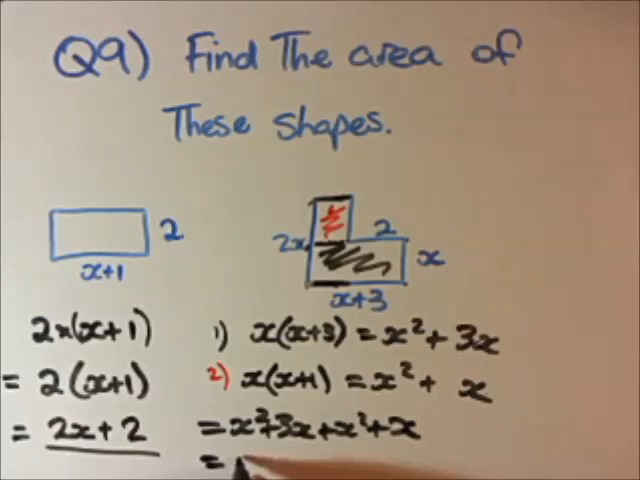 Q9) Find The area of
These shapes.
2
x+1
2x
2
x
x+3
2x(x+1)
= 2(x+1)
= 2x+2
1) x(x+3) = x²+3x
2) x(x+1) = x²+ x
= x²+3x+x²+x
=